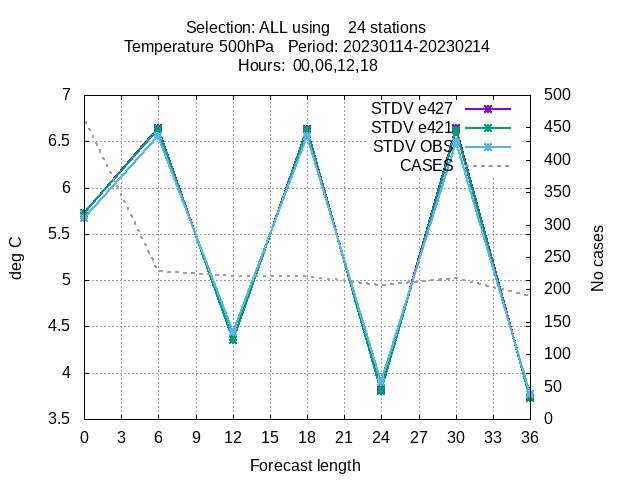 Selection: ALL using    24 stations
Temperature 500hPa   Period: 20230114-20230214
Hours:  00,06,12,18
7
6.5
6
5.5
5
4.5
4
3.5
deg C
STDV e427
STDV e421
STDV OBS
CASES
500
450
400
350
300
250
200
150
100
50
0
No cases
0 3 6 9 12 15 18 21 24 27 30 33 36
Forecast length